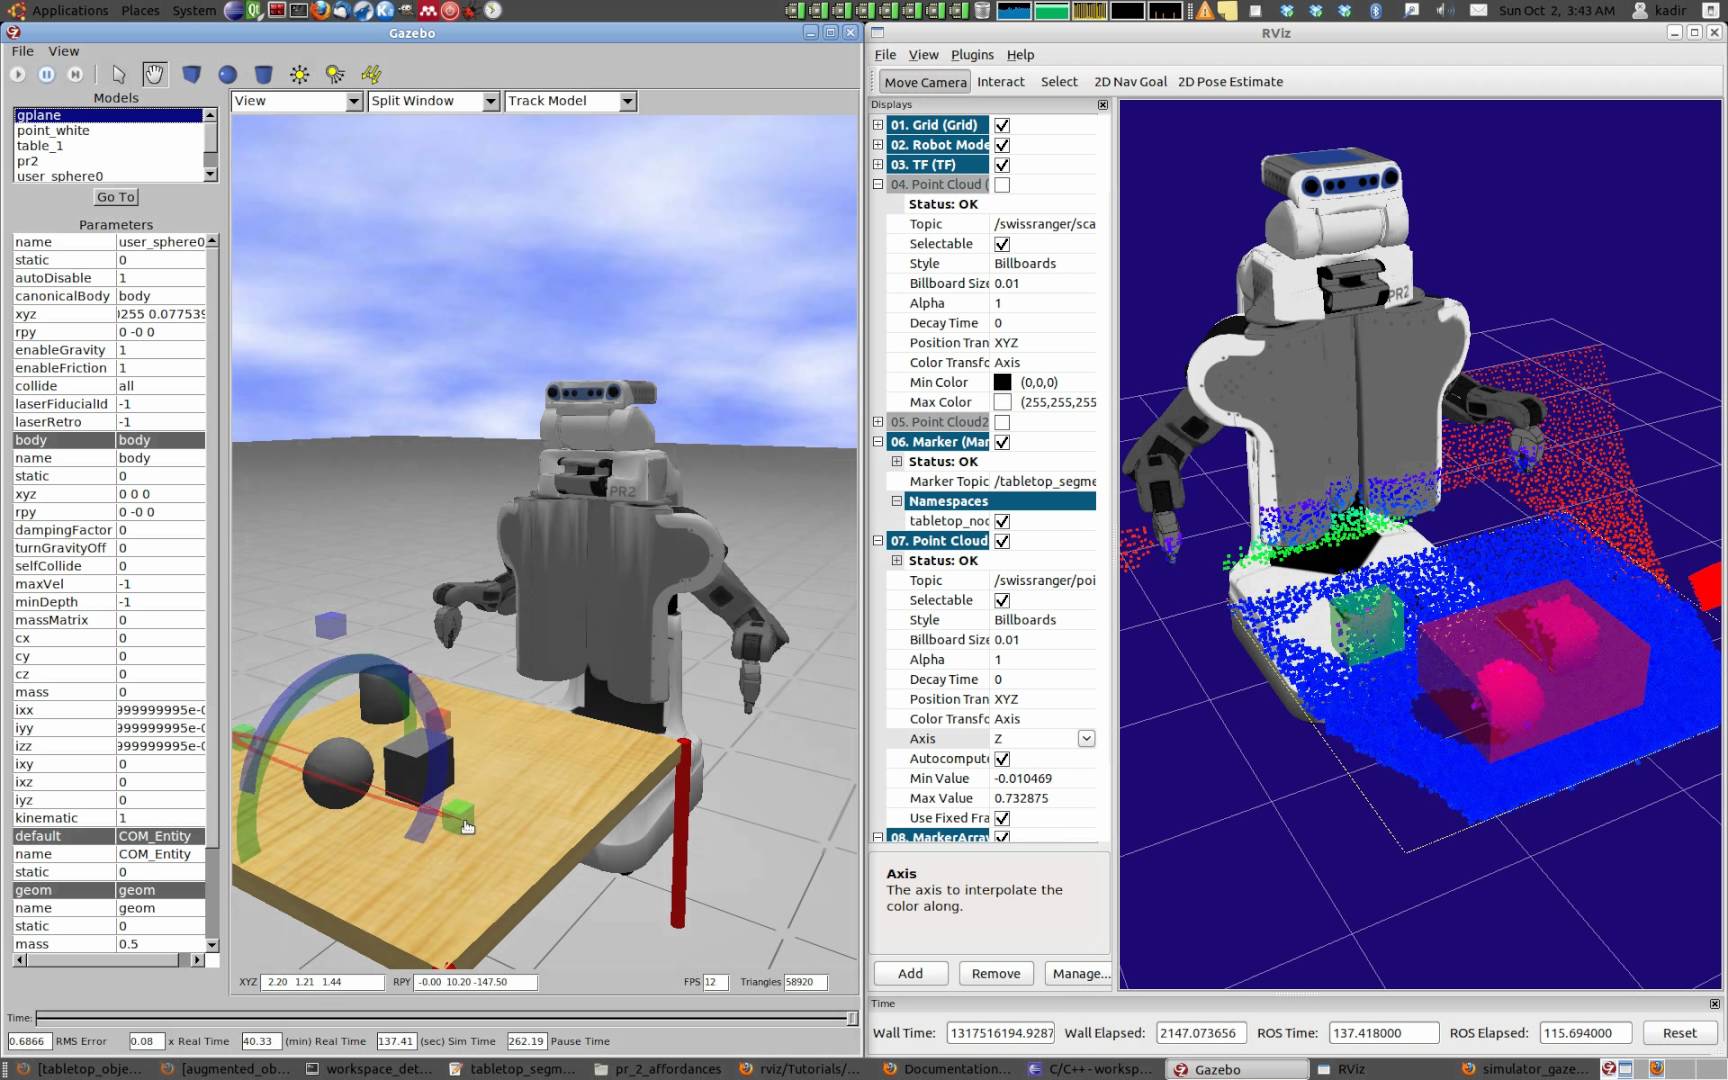 Applications Places System
Sun Oct 2, 3:43 AM kadir
Gazebo
File View
Models
gplane
point_white
table_1
pr2
user_sphere0
Go To
Parameters
name user_sphere0
static 0
autoDisable 1
canonicalBody body
xyz 0255 0.077539
rpy 0 -0 0
enableGravity 1
enableFriction 1
collide all
laserFiducialId -1
laserRetro -1
body body
name body
static 0
xyz 0 0 0
rpy 0 -0 0
dampingFactor 0
turnGravityOff 0
selfCollide 0
maxVel -1
minDepth -1
massMatrix 0
cx 0
cy 0
cz 0
mass 0
ixx 999999995e-0
iyy 999999995e-0
izz 999999995e-0
ixy 0
ixz 0
iyz 0
kinematic 1
default COM_Entity
name COM_Entity
static 0
geom geom
name geom
static 0
mass 0.5
View Split Window Track Model
PR2
XYZ 2.20 1.21 1.44 RPY -0.00 10.20 -147.50 FPS 12 Triangles 58920
Time:
0.6866 RMS Error 0.08 x Real Time 40.33 (min) Real Time 137.41 (sec) Sim Time 262.19 Pause Time
RViz
File View Plugins Help
Move Camera Interact Select 2D Nav Goal 2D Pose Estimate
Displays
01. Grid (Grid)
02. Robot Mode
03. TF (TF)
04. Point Cloud (
Status: OK
Topic /swissranger/sca
Selectable
Style Billboards
Billboard Size 0.01
Alpha 1
Decay Time 0
Position Tran XYZ
Color Transfo Axis
Min Color (0,0,0)
Max Color (255,255,255
05. Point Cloud2
06. Marker (Mar
Status: OK
Marker Topic /tabletop_segme
Namespaces
tabletop_noc
07. Point Cloud
Status: OK
Topic /swissranger/poi
Selectable
Style Billboards
Billboard Size 0.01
Alpha 1
Decay Time 0
Position Tran XYZ
Color Transfo Axis
Axis Z
Autocompute
Min Value -0.010469
Max Value 0.732875
Use Fixed Fra
08. MarkerArray
Axis
The axis to interpolate the
color along.
Add Remove Manage...
PR2
Time
Wall Time: 1317516194.9287 Wall Elapsed: 2147.073656 ROS Time: 137.418000 ROS Elapsed: 115.694000 Reset
[tabletop_obje... [augmented_ob... workspace_det... tabletop_segm... pr_2_affordances rviz/Tutorials/... Documentation... C/C++ - worksp... Gazebo RViz simulator_gaze...